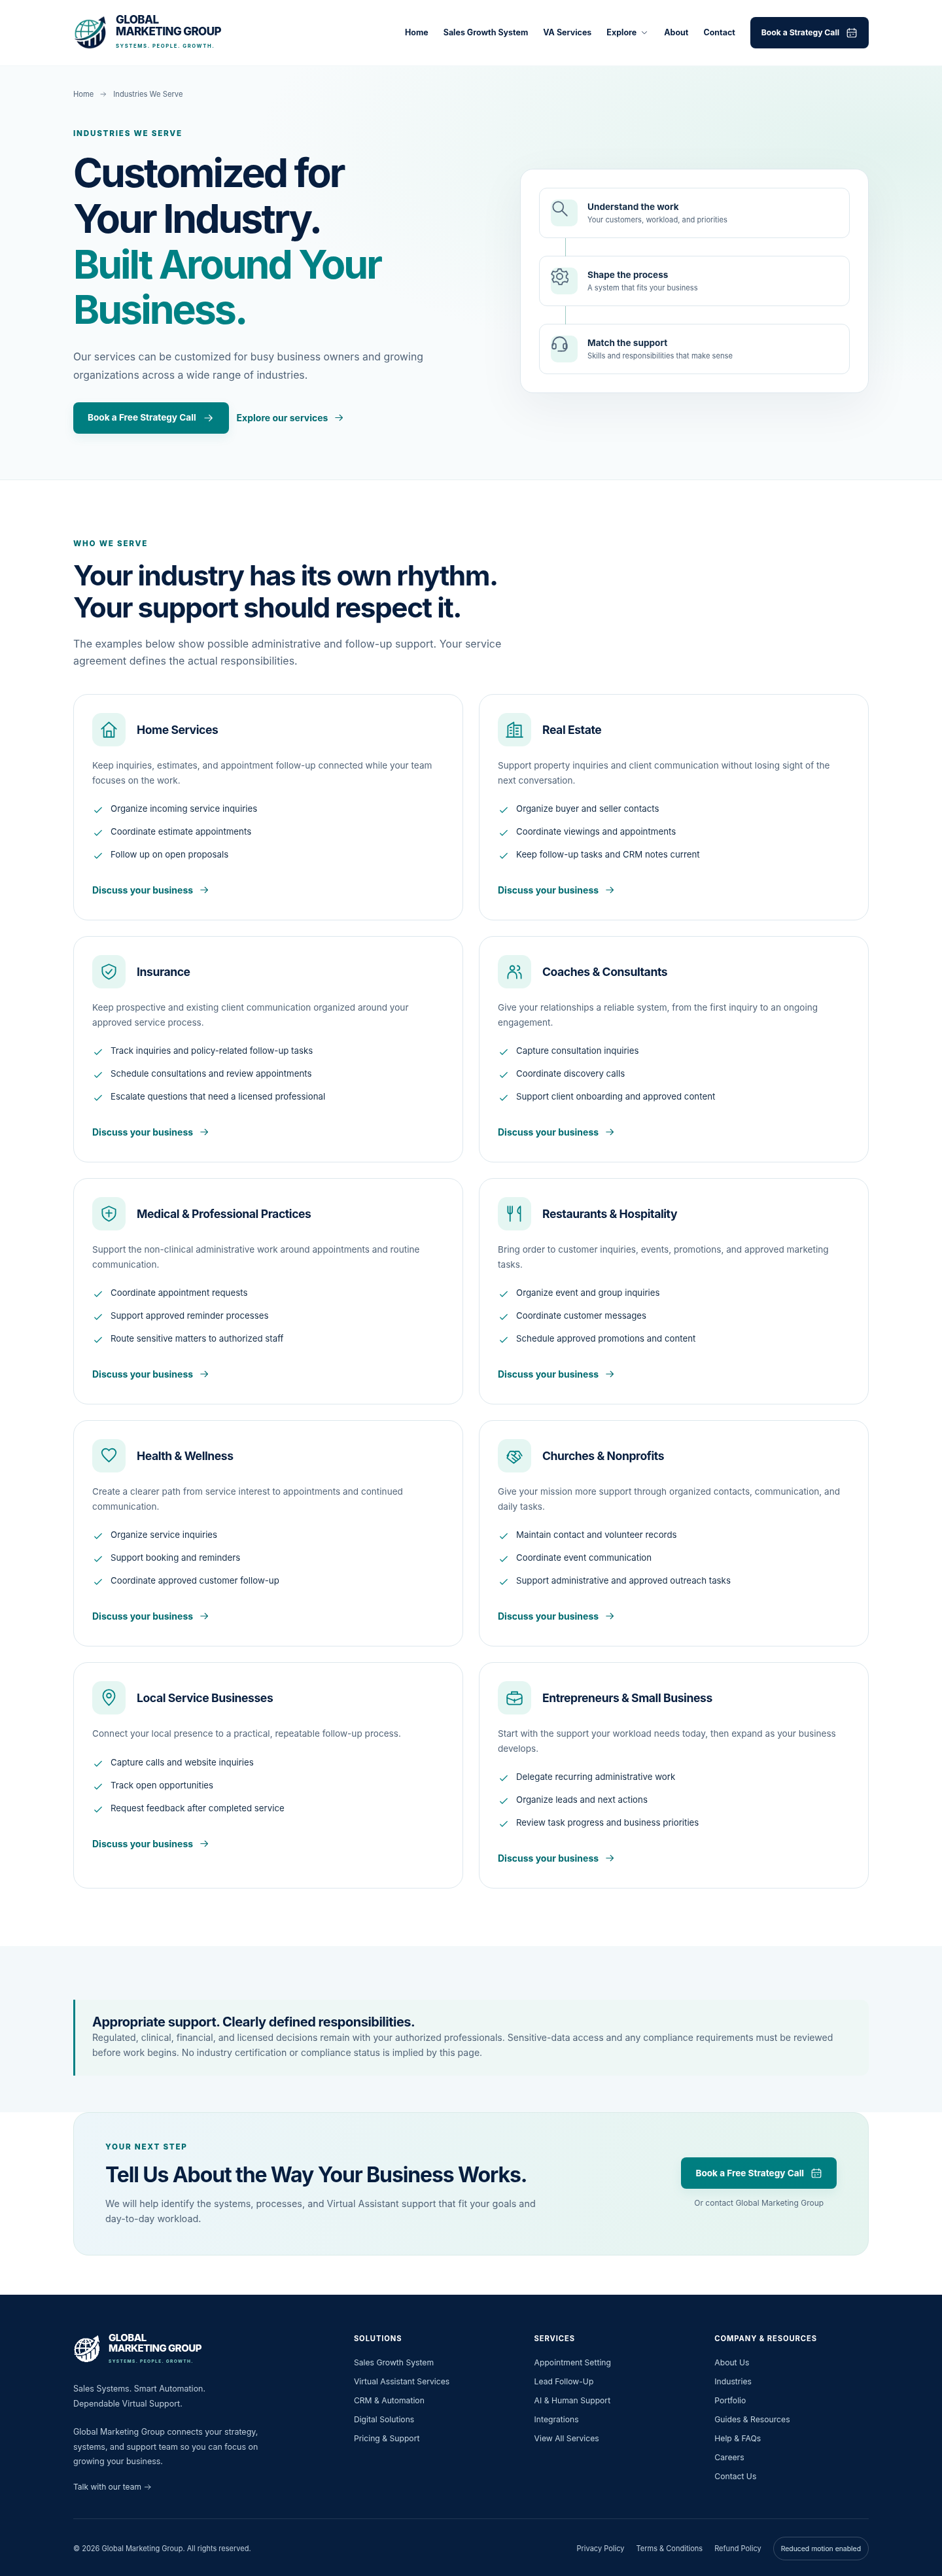 GLOBAL
MARKETING GROUP
SYSTEMS. PEOPLE. GROWTH.
Home
Sales Growth System
VA Services
Explore
About
Contact
Book a Strategy Call
Home → Industries We Serve
INDUSTRIES WE SERVE
Customized for
Your Industry.
Built Around Your
Business.
Our services can be customized for busy business owners and growing
organizations across a wide range of industries.
Book a Free Strategy Call →
Explore our services →
Understand the work
Your customers, workload, and priorities
Shape the process
A system that fits your business
Match the support
Skills and responsibilities that make sense
WHO WE SERVE
Your industry has its own rhythm.
Your support should respect it.
The examples below show possible administrative and follow-up support. Your service
agreement defines the actual responsibilities.
Home Services
Keep inquiries, estimates, and appointment follow-up connected while your team
focuses on the work.
Organize incoming service inquiries
Coordinate estimate appointments
Follow up on open proposals
Discuss your business →
Real Estate
Support property inquiries and client communication without losing sight of the
next conversation.
Organize buyer and seller contacts
Coordinate viewings and appointments
Keep follow-up tasks and CRM notes current
Discuss your business →
Insurance
Keep prospective and existing client communication organized around your
approved service process.
Track inquiries and policy-related follow-up tasks
Schedule consultations and review appointments
Escalate questions that need a licensed professional
Discuss your business →
Coaches & Consultants
Give your relationships a reliable system, from the first inquiry to an ongoing
engagement.
Capture consultation inquiries
Coordinate discovery calls
Support client onboarding and approved content
Discuss your business →
Medical & Professional Practices
Support the non-clinical administrative work around appointments and routine
communication.
Coordinate appointment requests
Support approved reminder processes
Route sensitive matters to authorized staff
Discuss your business →
Restaurants & Hospitality
Bring order to customer inquiries, events, promotions, and approved marketing
tasks.
Organize event and group inquiries
Coordinate customer messages
Schedule approved promotions and content
Discuss your business →
Health & Wellness
Create a clearer path from service interest to appointments and continued
communication.
Organize service inquiries
Support booking and reminders
Coordinate approved customer follow-up
Discuss your business →
Churches & Nonprofits
Give your mission more support through organized contacts, communication, and
daily tasks.
Maintain contact and volunteer records
Coordinate event communication
Support administrative and approved outreach tasks
Discuss your business →
Local Service Businesses
Connect your local presence to a practical, repeatable follow-up process.
Capture calls and website inquiries
Track open opportunities
Request feedback after completed service
Discuss your business →
Entrepreneurs & Small Business
Start with the support your workload needs today, then expand as your business
develops.
Delegate recurring administrative work
Organize leads and next actions
Review task progress and business priorities
Discuss your business →
Appropriate support. Clearly defined responsibilities.
Regulated, clinical, financial, and licensed decisions remain with your authorized professionals. Sensitive-data access and any compliance requirements must be reviewed
before work begins. No industry certification or compliance status is implied by this page.
YOUR NEXT STEP
Tell Us About the Way Your Business Works.
We will help identify the systems, processes, and Virtual Assistant support that fit your goals and
day-to-day workload.
Book a Free Strategy Call
Or contact Global Marketing Group
GLOBAL
MARKETING GROUP
SYSTEMS. PEOPLE. GROWTH.
Sales Systems. Smart Automation.
Dependable Virtual Support.
Global Marketing Group connects your strategy,
systems, and support team so you can focus on
growing your business.
Talk with our team →
SOLUTIONS
Sales Growth System
Virtual Assistant Services
CRM & Automation
Digital Solutions
Pricing & Support
SERVICES
Appointment Setting
Lead Follow-Up
AI & Human Support
Integrations
View All Services
COMPANY & RESOURCES
About Us
Industries
Portfolio
Guides & Resources
Help & FAQs
Careers
Contact Us
© 2026 Global Marketing Group. All rights reserved.
Privacy Policy
Terms & Conditions
Refund Policy
Reduced motion enabled